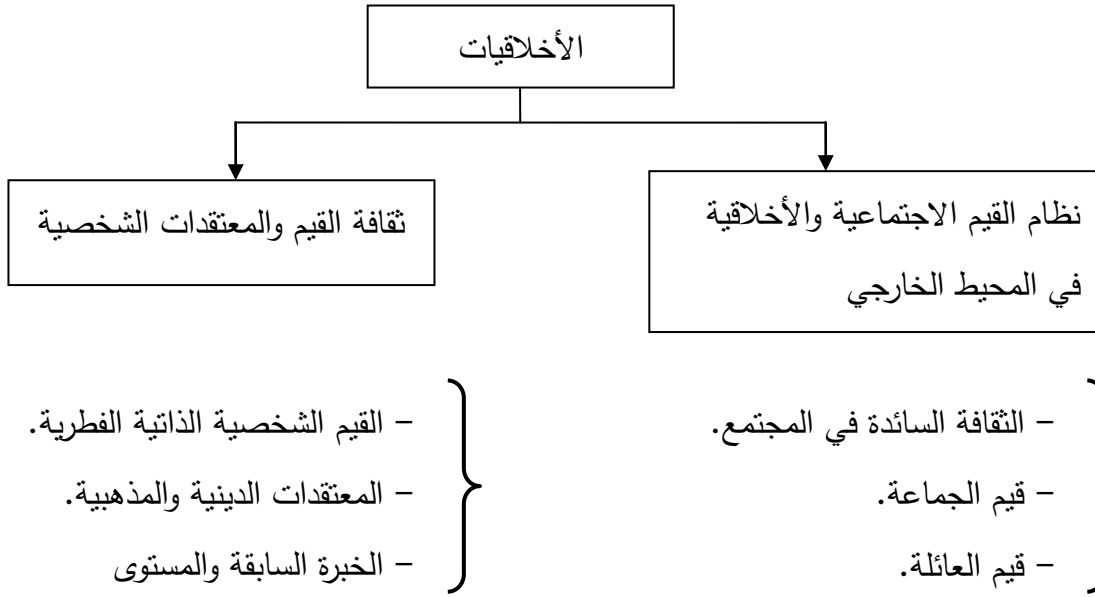 الأخلاقيات
نظام القيم الاجتماعية والأخلاقية
في المحيط الخارجي
ثقافة القيم والمعتقدات الشخصية
– الثقافة السائدة في المجتمع.
– قيم الجماعة.
– قيم العائلة.
– القيم الشخصية الذاتية الفطرية.
– المعتقدات الدينية والمذهبية.
– الخبرة السابقة والمستوى